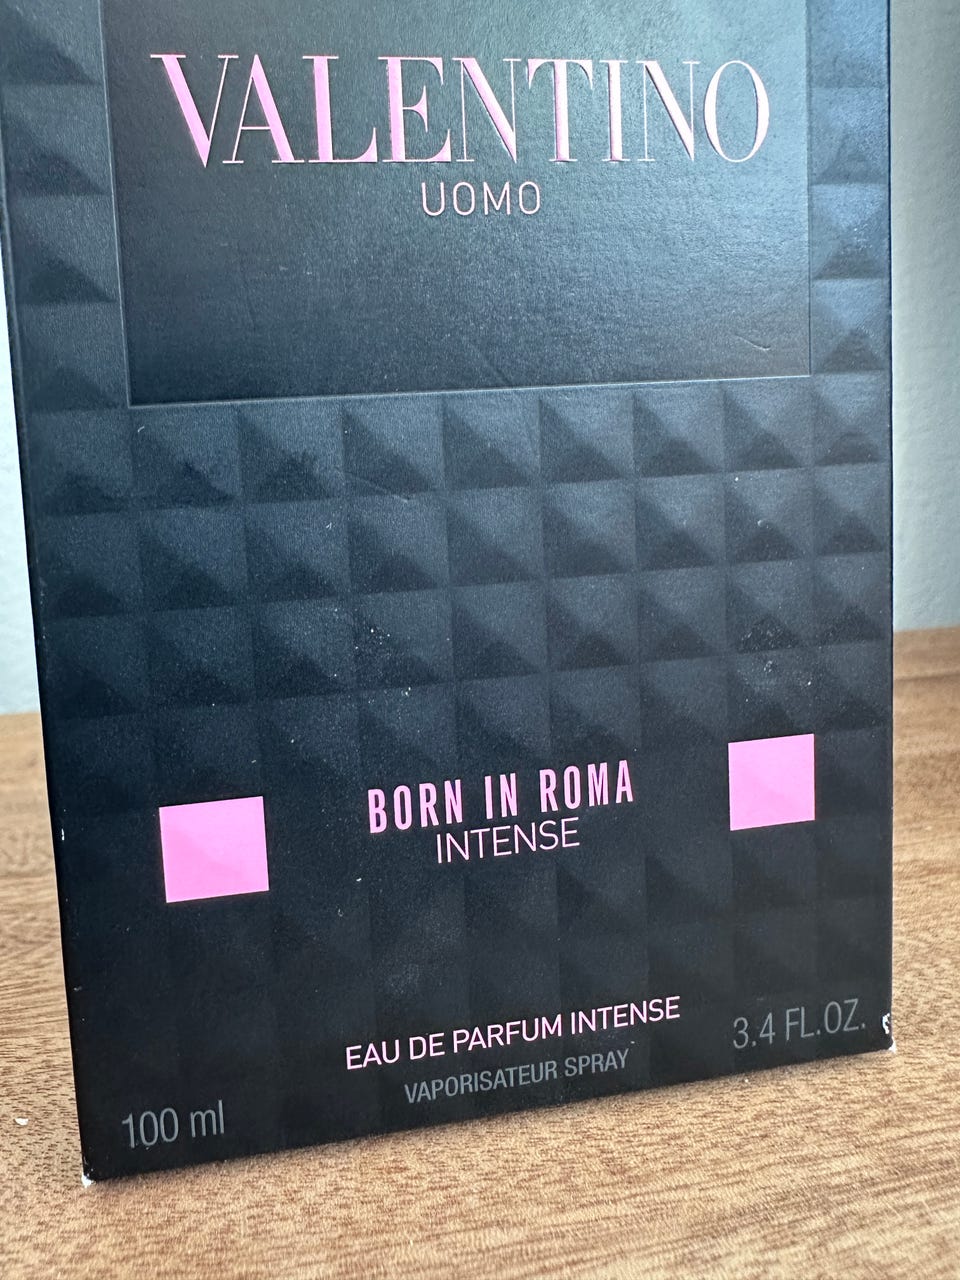 VALENTINO
UOMO
BORN IN ROMA
INTENSE
EAU DE PARFUM INTENSE
VAPORISATEUR SPRAY
3.4 FL.OZ.
100 ml